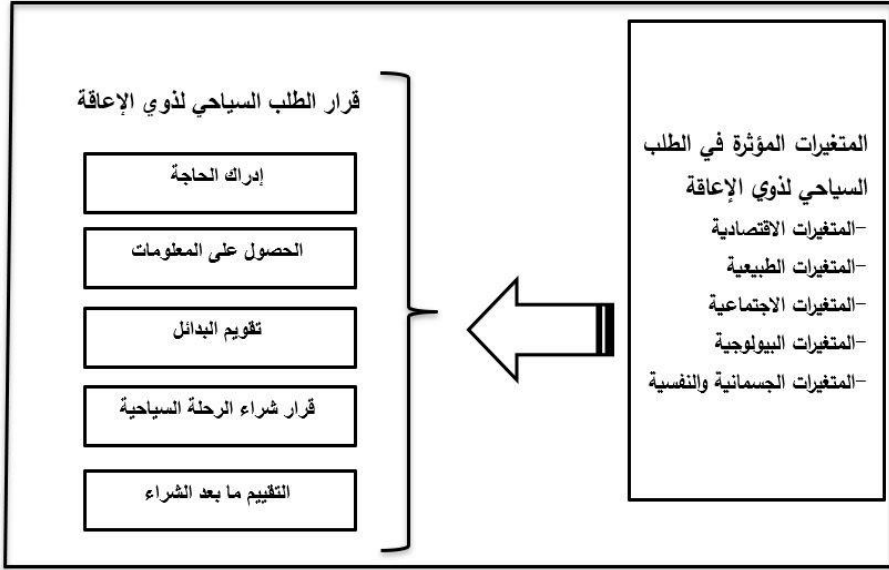 المتغيرات المؤثرة في الطلب
السياحي لذوي الإعاقة
-المتغيرات الاقتصادية
-المتغيرات الطبيعية
-المتغيرات الاجتماعية
-المتغيرات البيولوجية
-المتغيرات الجسمانية والنفسية
قرار الطلب السياحي لذوي الإعاقة
إدراك الحاجة
الحصول على المعلومات
تقويم البدائل
قرار شراء الرحلة السياحية
التقييم ما بعد الشراء